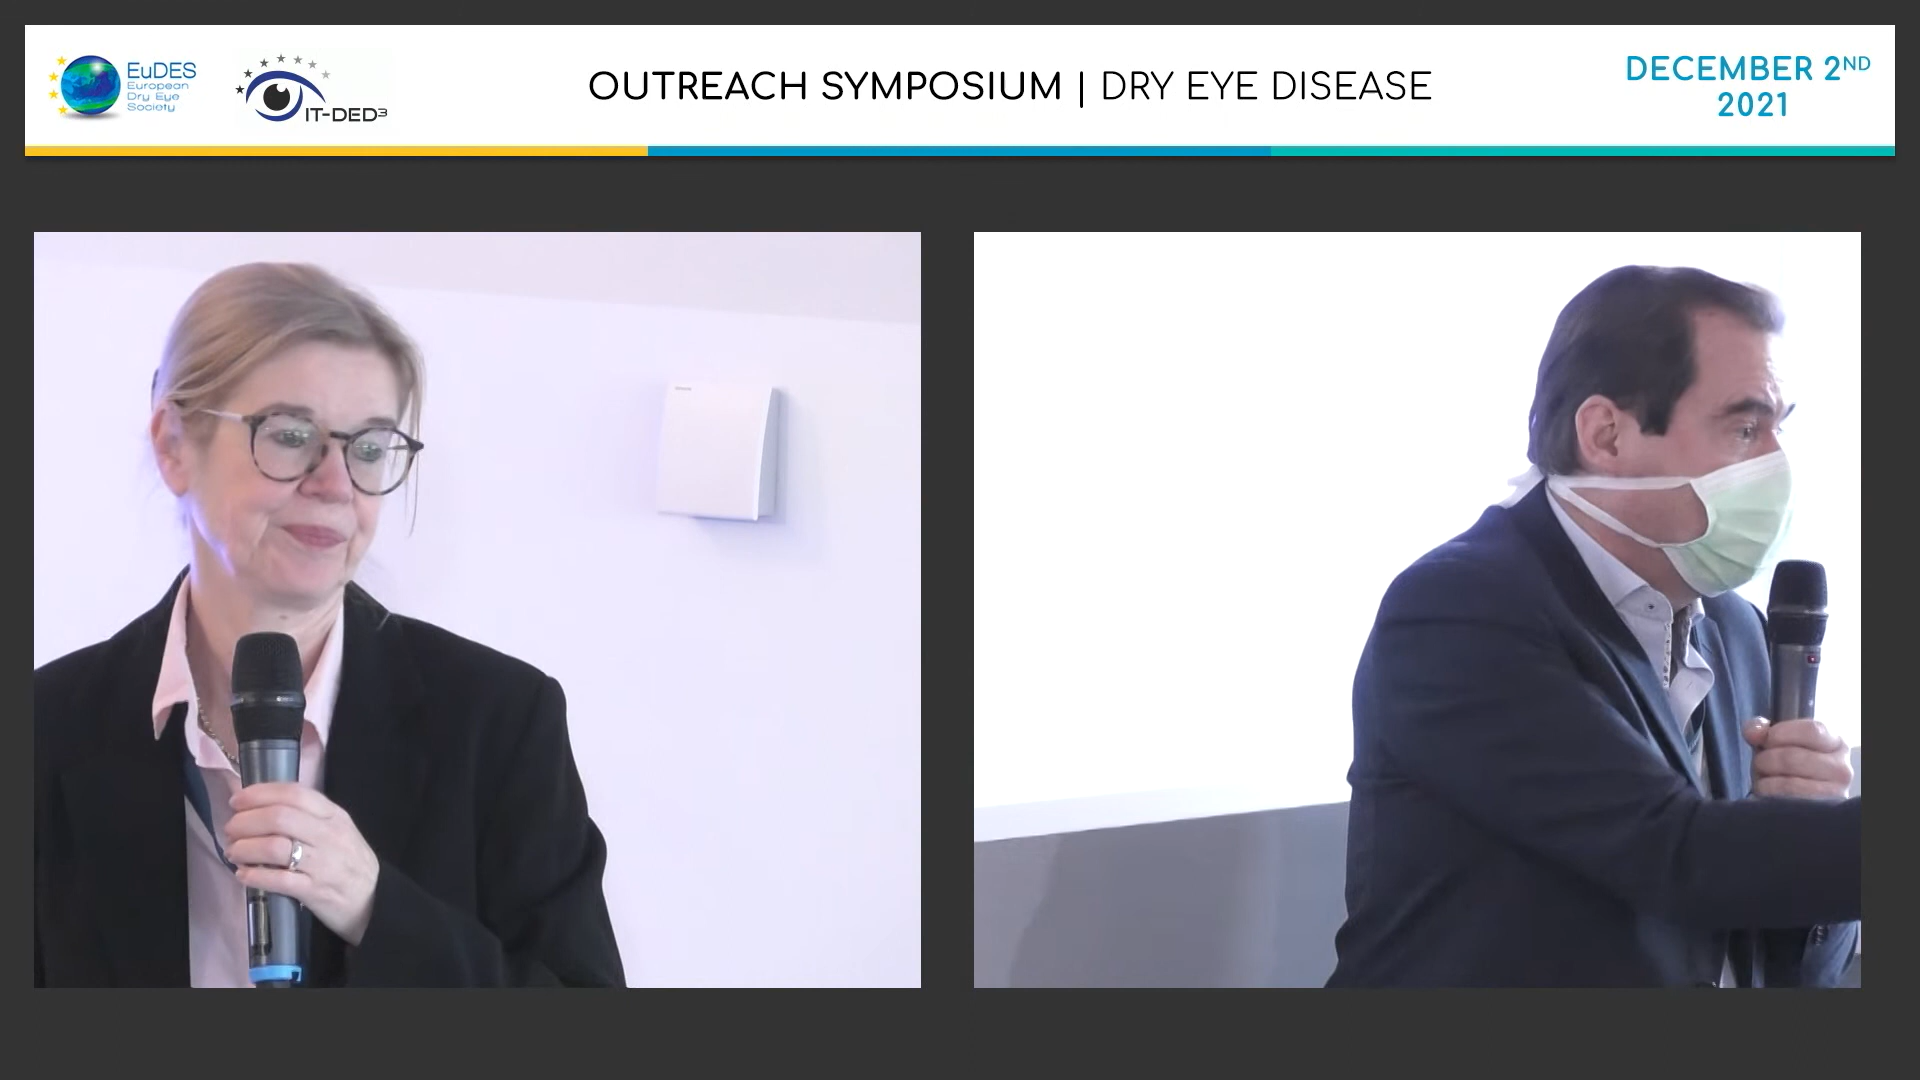 EuDES
European
Dry Eye
Society
IT-DED³
OUTREACH SYMPOSIUM | DRY EYE DISEASE
DECEMBER 2ND
2021